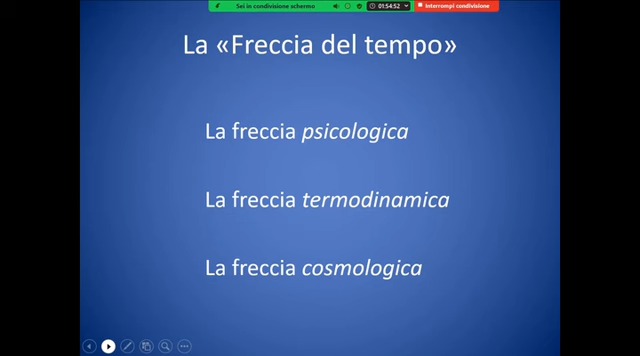 Sei in condivisione schermo
01:54:52
Interrompi condivisione
La «Freccia del tempo»
La freccia psicologica
La freccia termodinamica
La freccia cosmologica